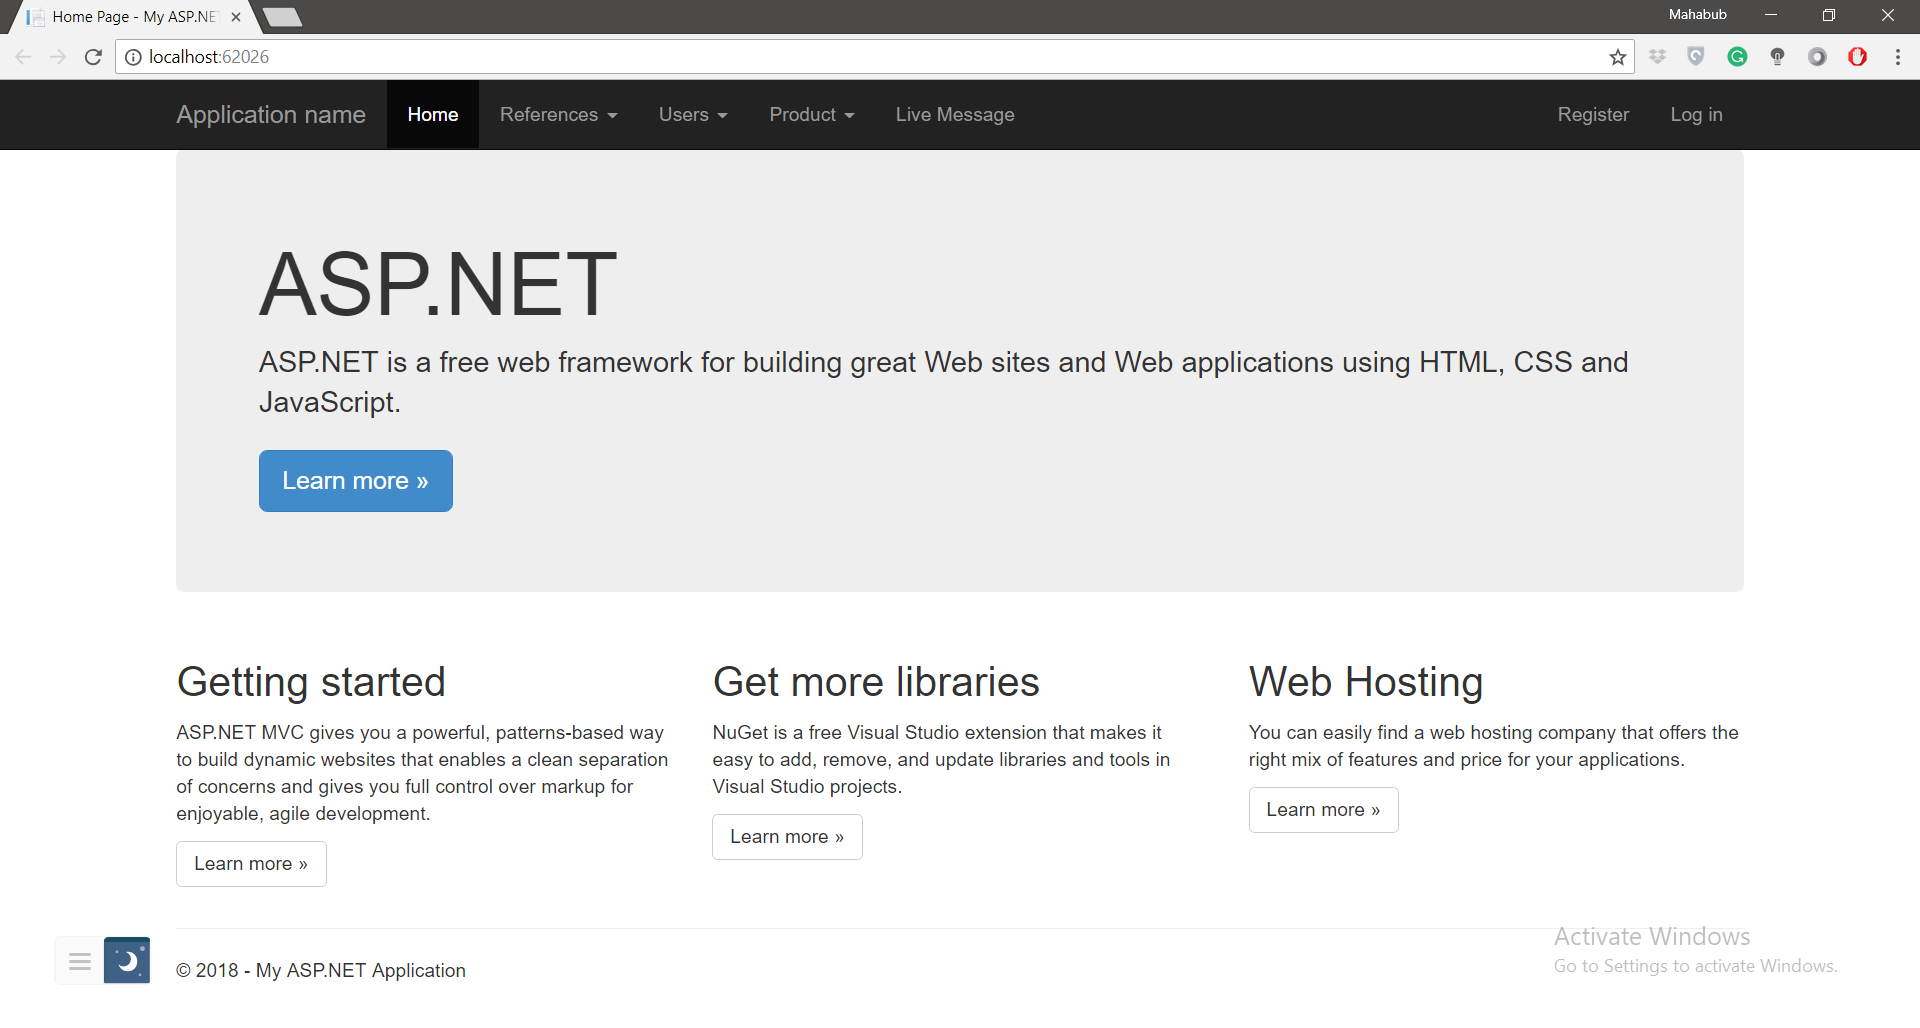 Home Page - My ASP.NE
Mahabub
localhost:62026
Application name
Home
References
Users
Product
Live Message
Register
Log in
ASP.NET
ASP.NET is a free web framework for building great Web sites and Web applications using HTML, CSS and
JavaScript.
Learn more »
Getting started
ASP.NET MVC gives you a powerful, patterns-based way
to build dynamic websites that enables a clean separation
of concerns and gives you full control over markup for
enjoyable, agile development.
Learn more »
Get more libraries
NuGet is a free Visual Studio extension that makes it
easy to add, remove, and update libraries and tools in
Visual Studio projects.
Learn more »
Web Hosting
You can easily find a web hosting company that offers the
right mix of features and price for your applications.
Learn more »
© 2018 - My ASP.NET Application
Activate Windows
Go to Settings to activate Windows.